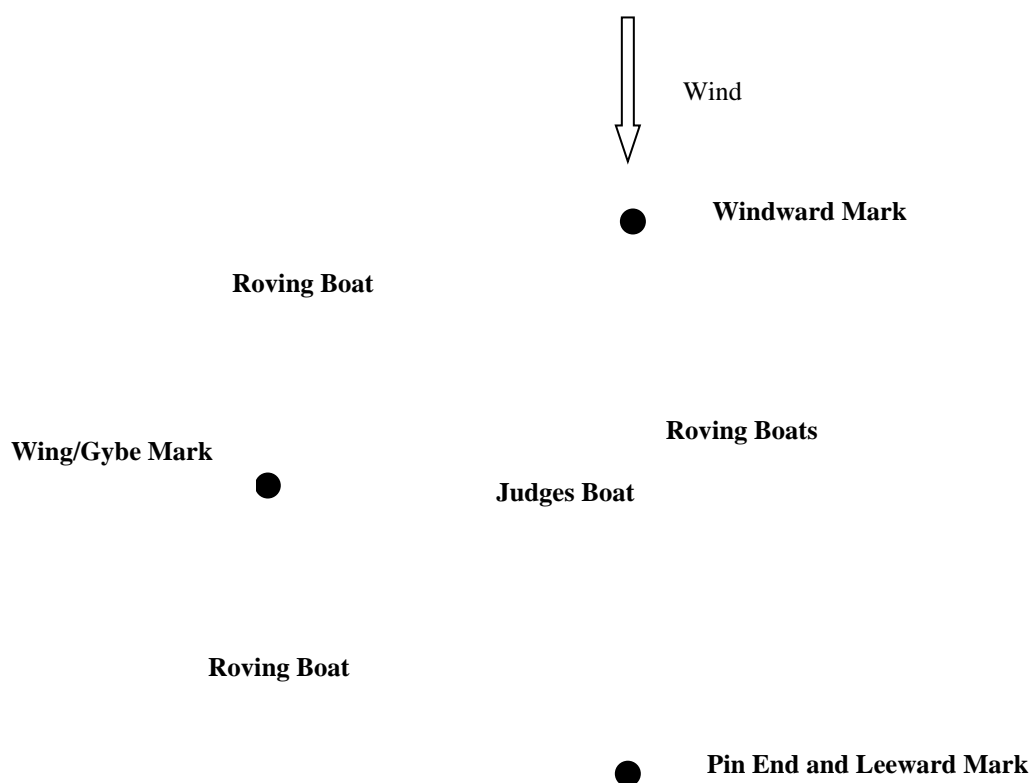 Wind
Windward Mark
Roving Boat
Roving Boats
Wing/Gybe Mark
Judges Boat
Roving Boat
Pin End and Leeward Mark